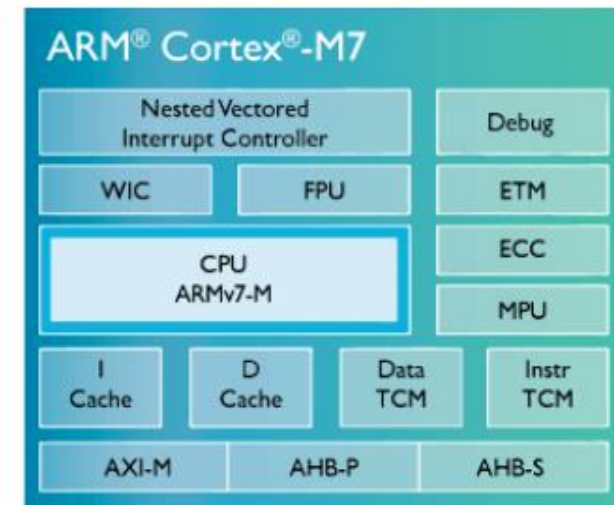 ARM® Cortex®-M7
Nested Vectored
Interrupt Controller
Debug
WIC
FPU
ETM
CPU
ARMv7-M
ECC
MPU
I
Cache
D
Cache
Data
TCM
Instr
TCM
AXI-M
AHB-P
AHB-S